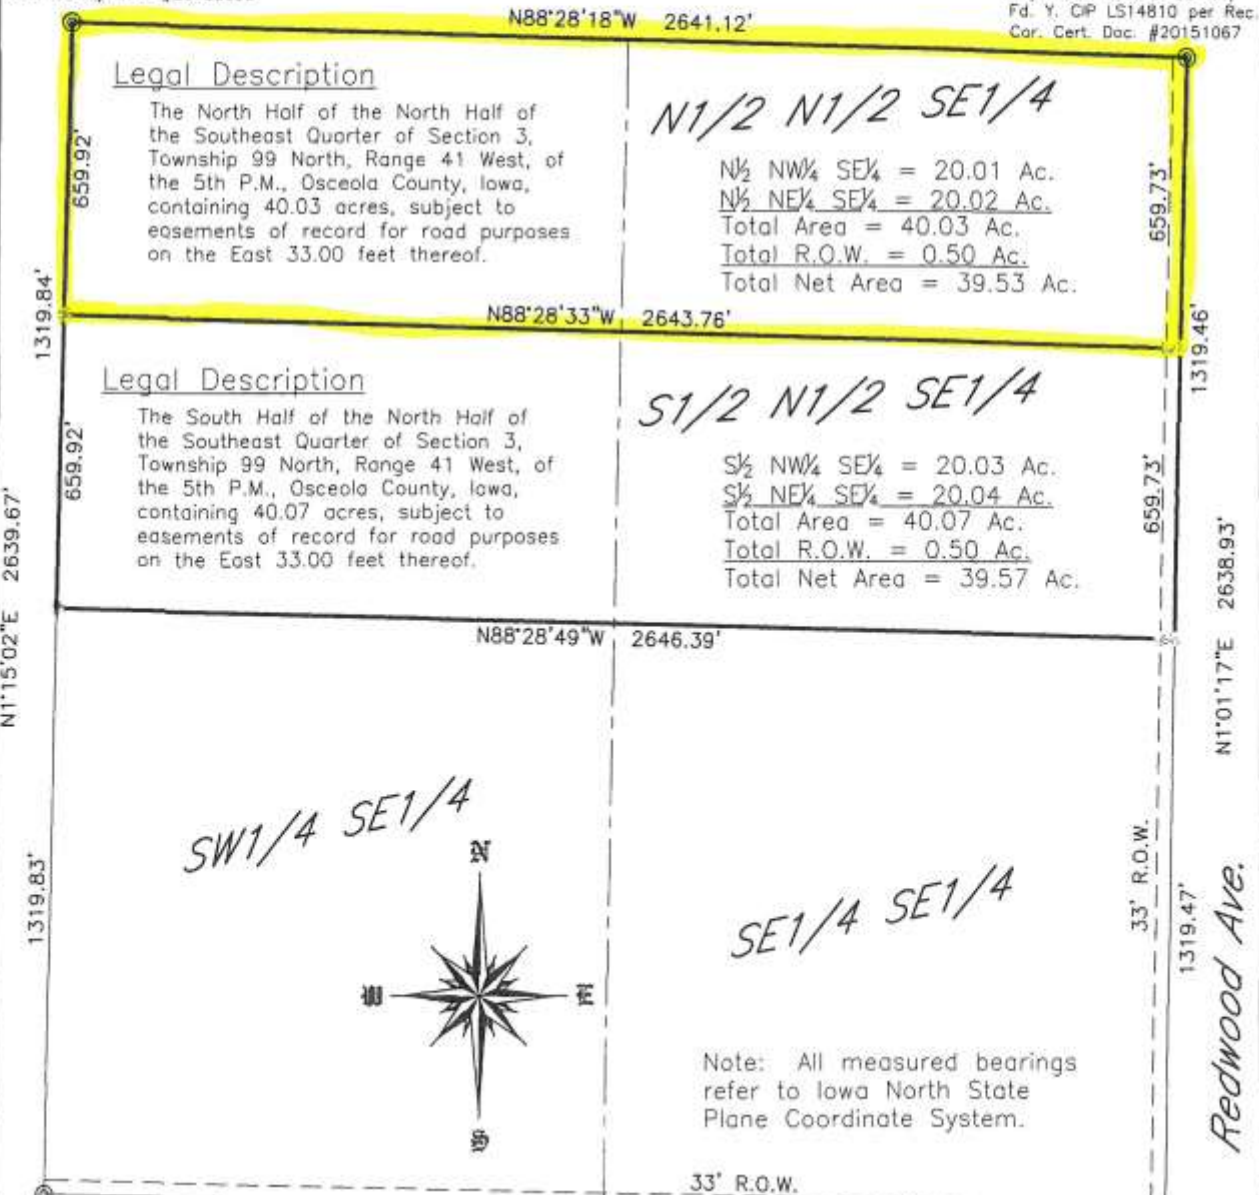 N88°28'18"W 2641.12'
Fd. Y. CIP LS14810 per Rec
Cor. Cert. Doc. #20151067
Legal Description
The North Half of the North Half of
the Southeast Quarter of Section 3,
Township 99 North, Range 41 West, of
the 5th P.M., Osceola County, Iowa,
containing 40.03 acres, subject to
easements of record for road purposes
on the East 33.00 feet thereof.
N1/2 N1/2 SE1/4
N½ NW¼ SE¼ = 20.01 Ac.
N½ NE¼ SE¼ = 20.02 Ac.
Total Area = 40.03 Ac.
Total R.O.W. = 0.50 Ac.
Total Net Area = 39.53 Ac.
659.92'
659.73'
1319.84'
1319.46'
N88°28'33"W 2643.76'
Legal Description
The South Half of the North Half of
the Southeast Quarter of Section 3,
Township 99 North, Range 41 West, of
the 5th P.M., Osceola County, Iowa,
containing 40.07 acres, subject to
easements of record for road purposes
on the East 33.00 feet thereof.
S1/2 N1/2 SE1/4
S½ NW¼ SE¼ = 20.03 Ac.
S½ NE¼ SE¼ = 20.04 Ac.
Total Area = 40.07 Ac.
Total R.O.W. = 0.50 Ac.
Total Net Area = 39.57 Ac.
659.92'
659.73'
N1°15'02"E 2639.67'
N1°01'17"E 2638.93'
N88°28'49"W 2646.39'
SW1/4 SE1/4
SE1/4 SE1/4
N
W
E
S
1319.83'
33' R.O.W.
1319.47'
Redwood Ave.
Note: All measured bearings
refer to Iowa North State
Plane Coordinate System.
33' R.O.W.